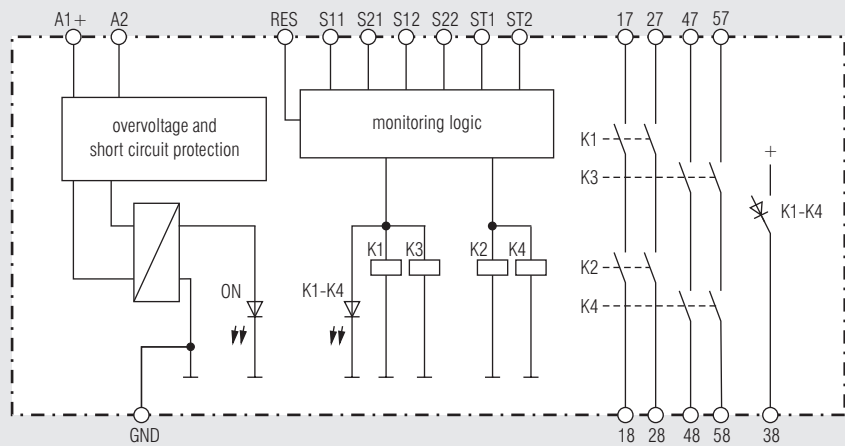 A1+ A2 RES S11 S21 S12 S22 ST1 ST2 17 27 47 57
overvoltage and
short circuit protection
monitoring logic
K1
K3
+
K1-K4
K1 K3 K2 K4
K2
ON K1-K4
K4
GND 18 28 48 58 38